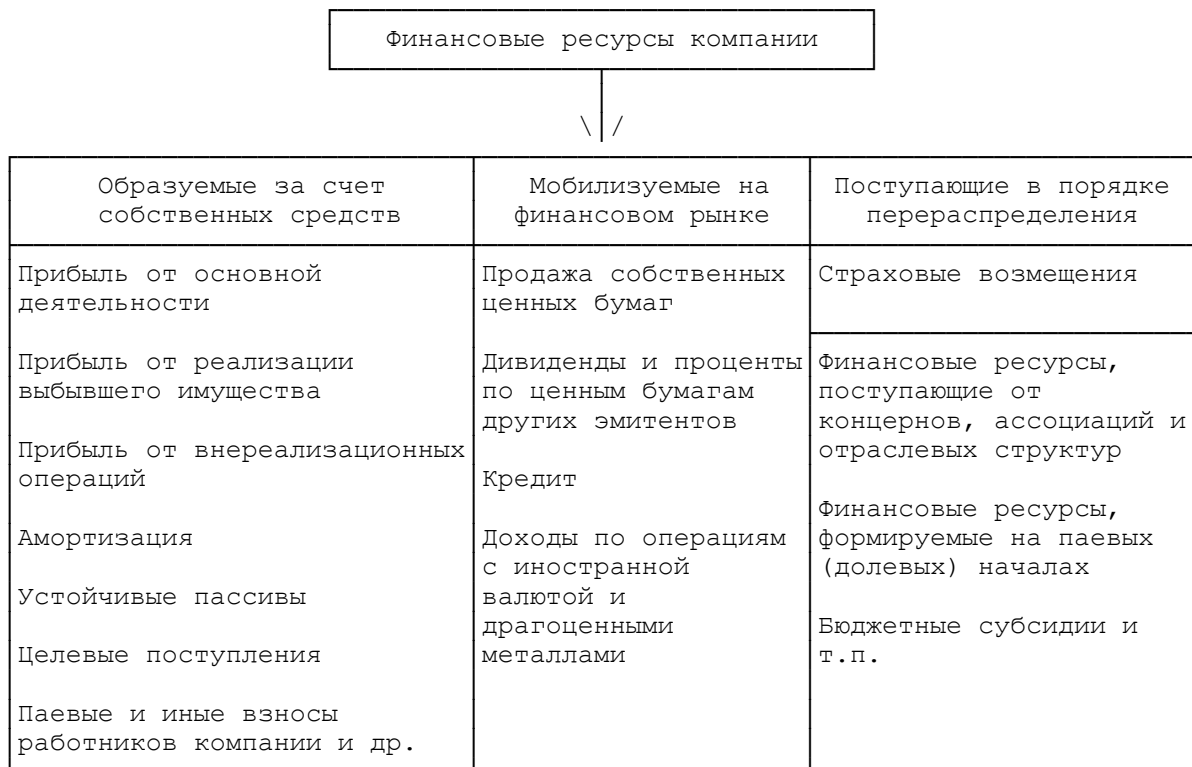 Финансовые ресурсы компании
Образуемые за счет
собственных средств
Мобилизуемые на
финансовом рынке
Поступающие в порядке
перераспределения
Прибыль от основной
деятельности
Прибыль от реализации
выбывшего имущества
Прибыль от внереализационных
операций
Амортизация
Устойчивые пассивы
Целевые поступления
Паевые и иные взносы
работников компании и др.
Продажа собственных
ценных бумаг
Дивиденды и проценты
по ценным бумагам
других эмитентов
Кредит
Доходы по операциям
с иностранной
валютой и
драгоценными
металлами
Страховые возмещения
Финансовые ресурсы,
поступающие от
концернов, ассоциаций и
отраслевых структур
Финансовые ресурсы,
формируемые на паевых
(долевых) началах
Бюджетные субсидии и
т.п.